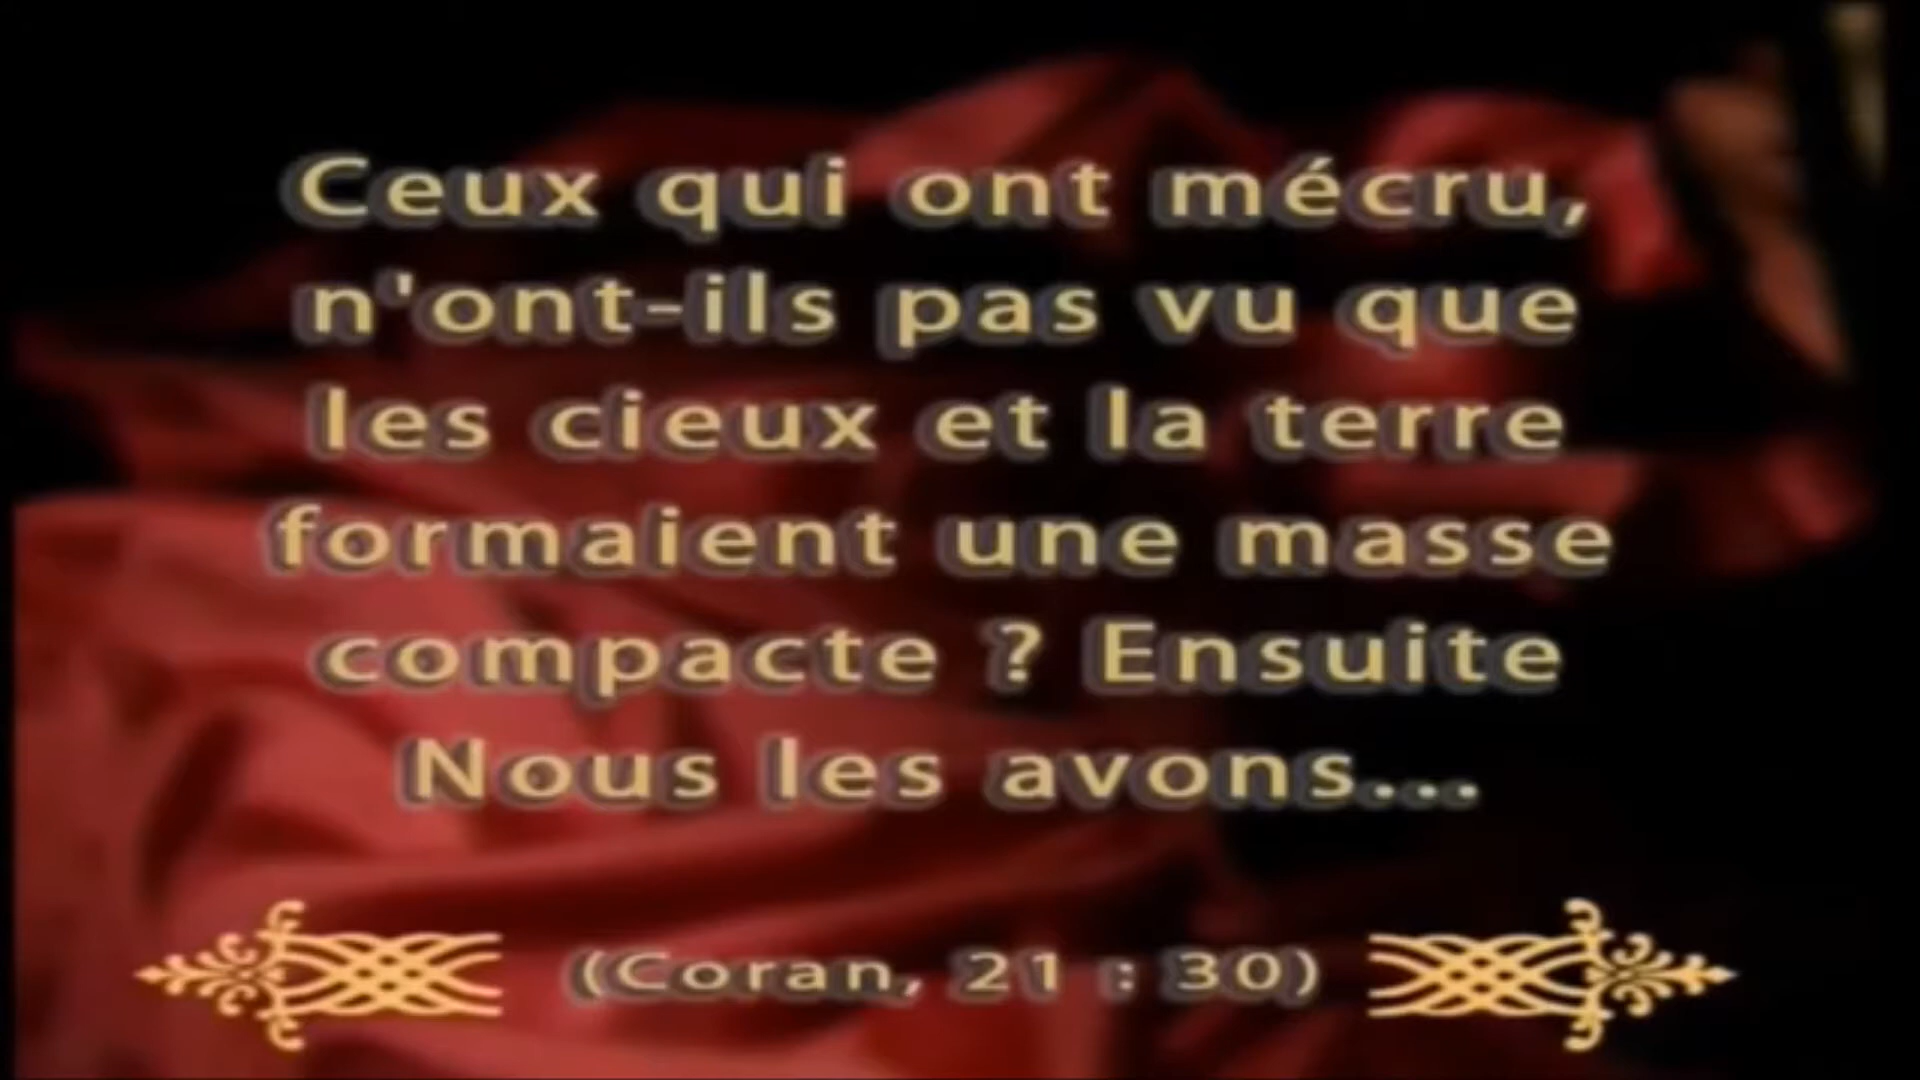 Ceux qui ont mécru,
n'ont-ils pas vu que
les cieux et la terre
formaient une masse
compacte ? Ensuite
Nous les avons...
(Coran, 21 : 30)